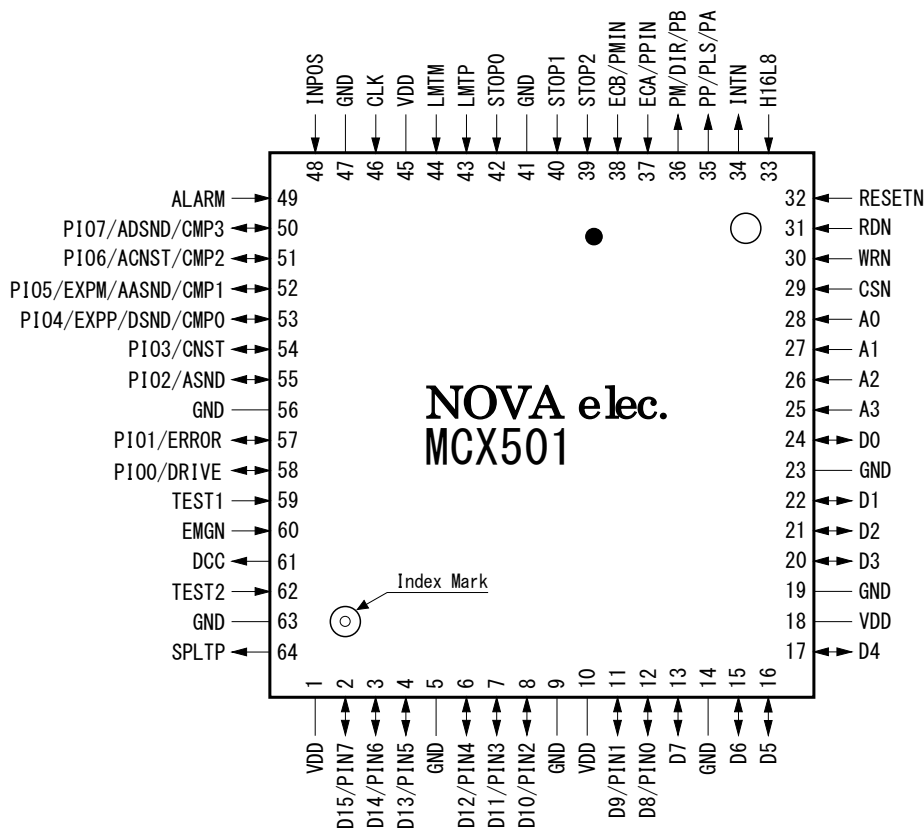 INPOS
GND
CLK
VDD
LMTM
LMTP
STOP0
GND
STOP1
STOP2
ECB/PMIN
ECA/PPIN
PM/DIR/PB
PP/PLS/PA
INTN
H16L8
48
47
46
45
44
43
42
41
40
39
38
37
36
35
34
33
ALARM 49
PIO7/ADSND/CMP3 50
PIO6/ACNST/CMP2 51
PIO5/EXPM/AASND/CMP1 52
PIO4/EXPP/DSND/CMP0 53
PIO3/CNST 54
PIO2/ASND 55
GND 56
PIO1/ERROR 57
PIO0/DRIVE 58
TEST1 59
EMGN 60
DCC 61
TEST2 62
GND 63
SPLTP 64
NOVA elec.
MCX501
Index Mark
32 RESETN
31 RDN
30 WRN
29 CSN
28 A0
27 A1
26 A2
25 A3
24 D0
23 GND
22 D1
21 D2
20 D3
19 GND
18 VDD
17 D4
1
2
3
4
5
6
7
8
9
10
11
12
13
14
15
16
VDD
D15/PIN7
D14/PIN6
D13/PIN5
GND
D12/PIN4
D11/PIN3
D10/PIN2
GND
VDD
D9/PIN1
D8/PIN0
D7
GND
D6
D5